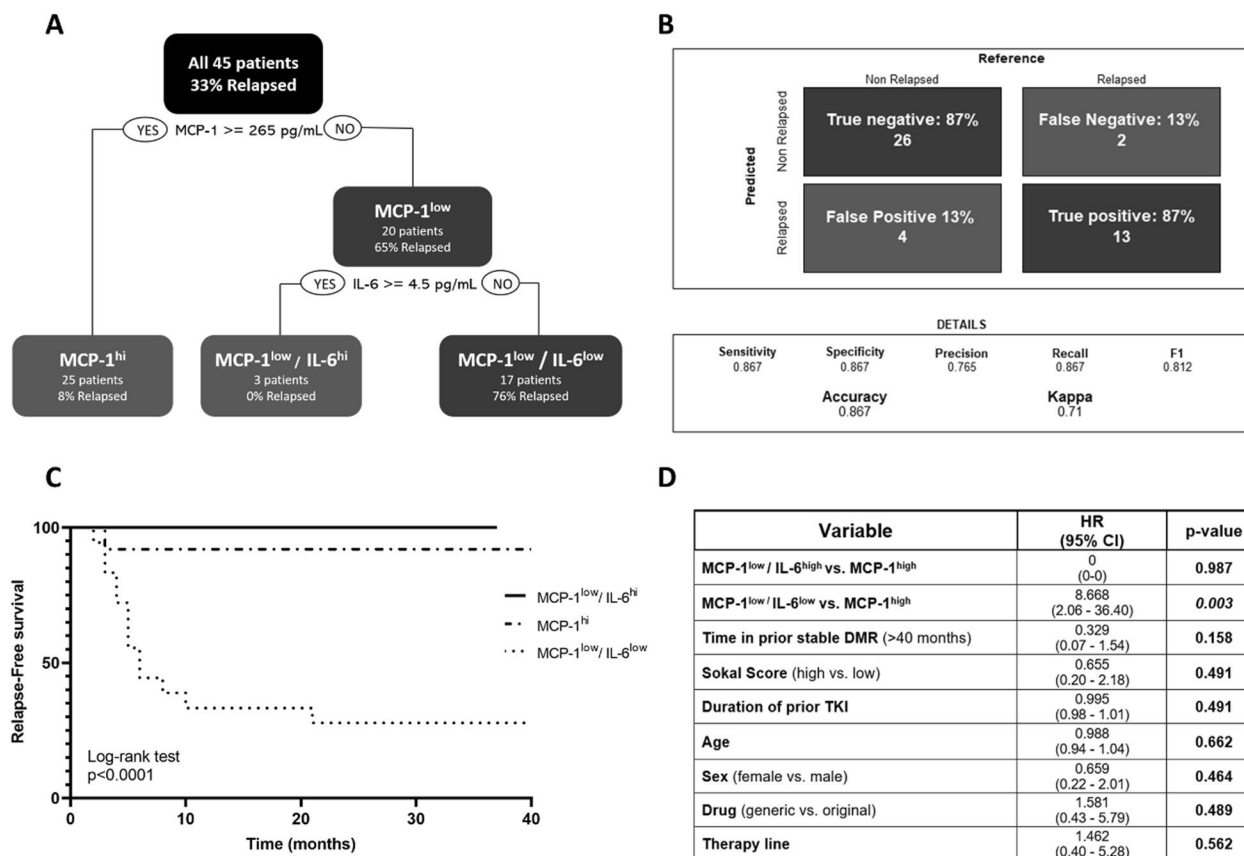 A
All 45 patients
33% Relapsed
YES MCP-1 >= 265 pg/mL NO
MCP-1low
20 patients
65% Relapsed
YES IL-6 >= 4.5 pg/mL NO
MCP-1hi
25 patients
8% Relapsed
MCP-1low / IL-6hi
3 patients
0% Relapsed
MCP-1low / IL-6low
17 patients
76% Relapsed
B
Reference
Non Relapsed Relapsed
Predicted
Non Relapsed
True negative: 87%
26
False Negative: 13%
2
Relapsed
False Positive 13%
4
True positive: 87%
13
DETAILS
Sensitivity Specificity Precision Recall F1
0.867 0.867 0.765 0.867 0.812
Accuracy Kappa
0.867 0.71
C
Relapse-Free survival
100
50
0
0 10 20 30 40
Time (months)
MCP-1low/ IL-6hi
MCP-1hi
MCP-1low/ IL-6low
Log-rank test
p<0.0001
D
Variable HR (95% CI) p-value
MCP-1low / IL-6high vs. MCP-1high 0 (0-0) 0.987
MCP-1low / IL-6low vs. MCP-1high 8.668 (2.06 - 36.40) 0.003
Time in prior stable DMR (>40 months) 0.329 (0.07 - 1.54) 0.158
Sokal Score (high vs. low) 0.655 (0.20 - 2.18) 0.491
Duration of prior TKI 0.995 (0.98 - 1.01) 0.491
Age 0.988 (0.94 - 1.04) 0.662
Sex (female vs. male) 0.659 (0.22 - 2.01) 0.464
Drug (generic vs. original) 1.581 (0.43 - 5.79) 0.489
Therapy line 1.462 (0.40 - 5.28) 0.562